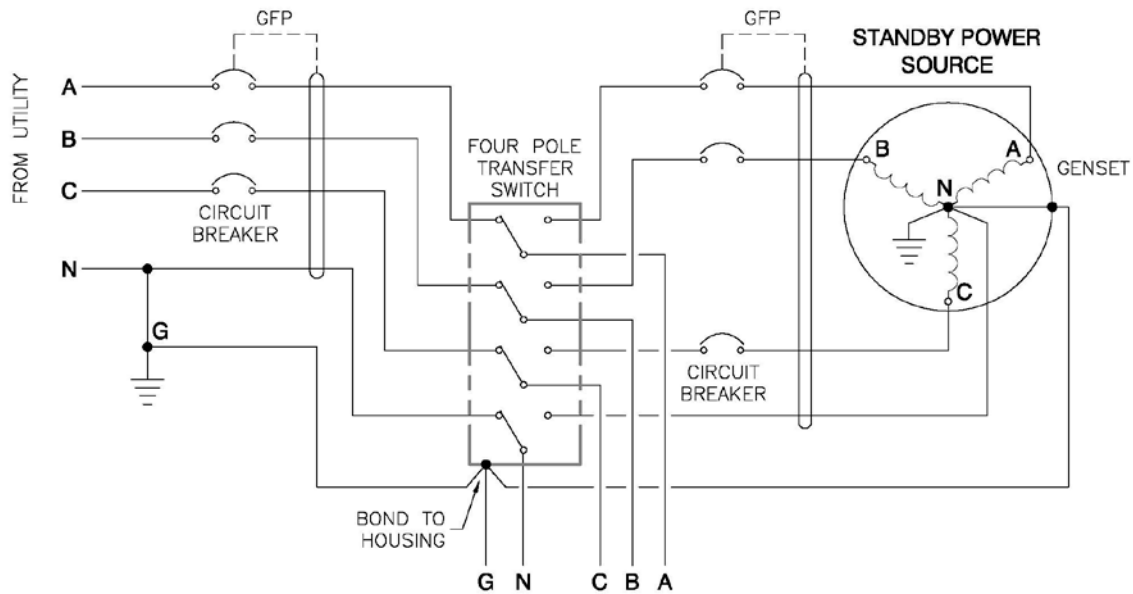 GFP
GFP
STANDBY POWER
SOURCE
FROM UTILITY
A
B
C
N
G
CIRCUIT
BREAKER
FOUR POLE
TRANSFER
SWITCH
B
A
N
C
GENSET
CIRCUIT
BREAKER
BOND TO
HOUSING
G N C B A